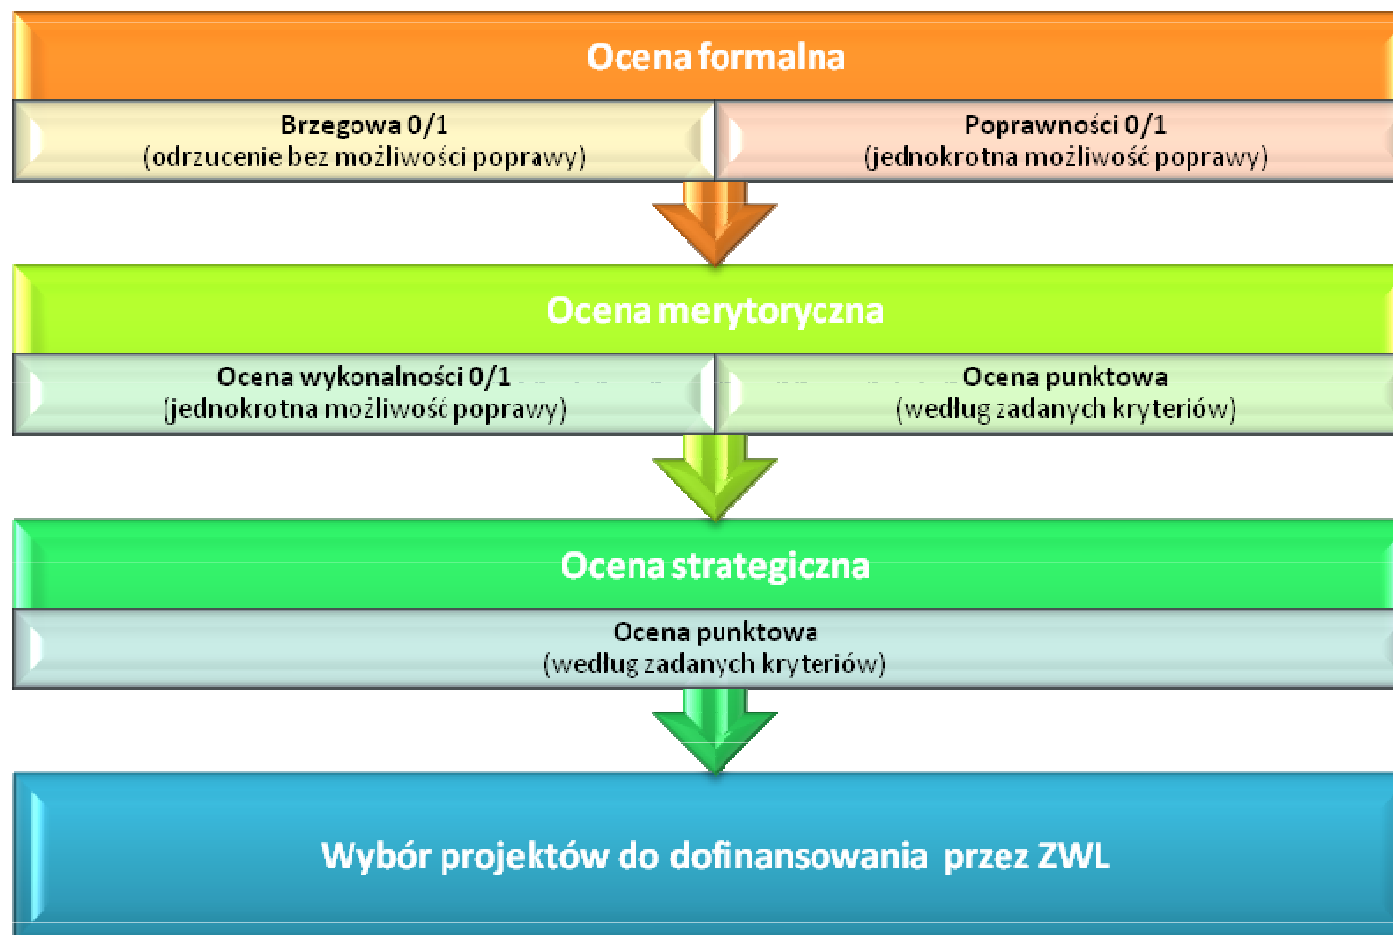 Ocena formalna
Brzegowa 0/1
(odrzucenie bez możliwości poprawy)
Poprawności 0/1
(jednokrotna możliwość poprawy)
Ocena merytoryczna
Ocena wykonalności 0/1
(jednokrotna możliwość poprawy)
Ocena punktowa
(według zadanych kryteriów)
Ocena strategiczna
Ocena punktowa
(według zadanych kryteriów)
Wybór projektów do dofinansowania przez ZWL